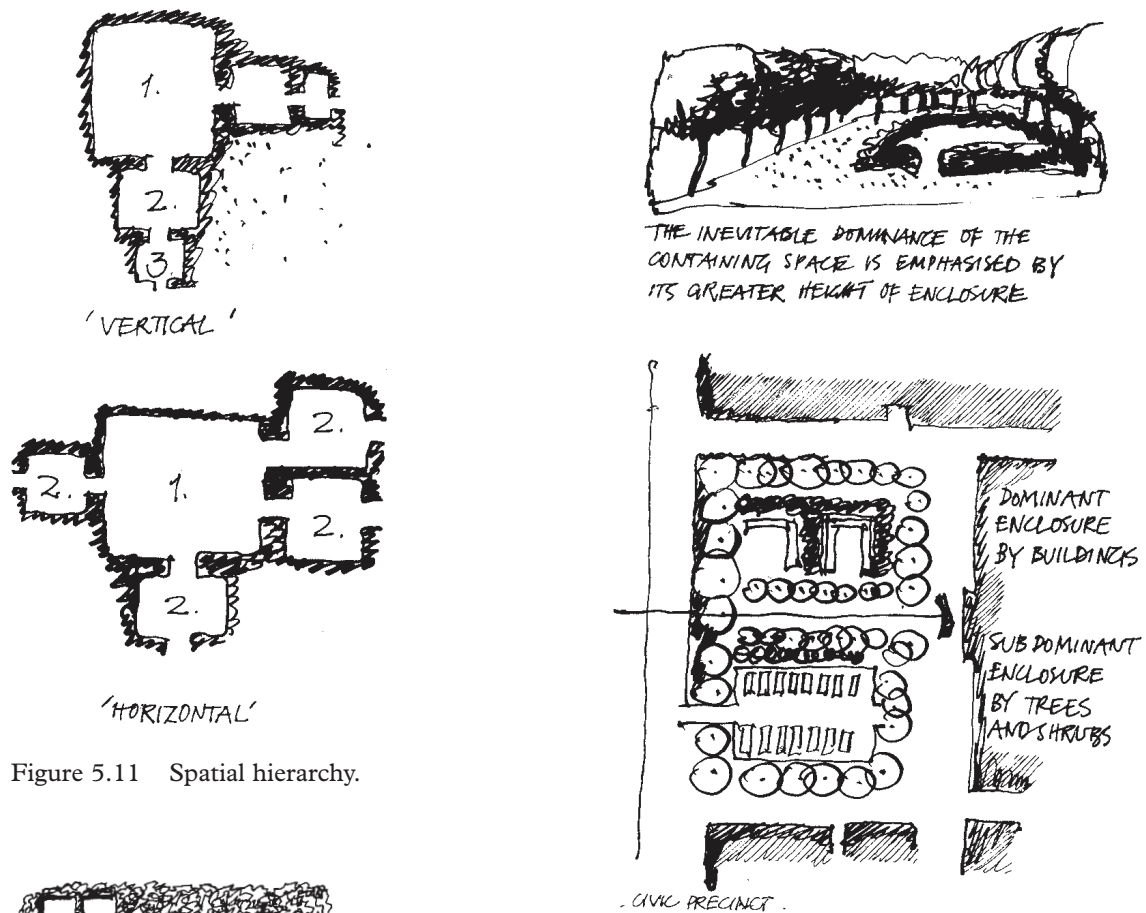 1.
2.
3.
'VERTICAL'
2.
2.
1.
2.
2.
'HORIZONTAL'
Figure 5.11 Spatial hierarchy.
THE INEVITABLE DOMINANCE OF THE
CONTAINING SPACE IS EMPHASISED BY
ITS GREATER HEIGHT OF ENCLOSURE
DOMINANT
ENCLOSURE
BY BUILDINGS
SUBDOMINANT
ENCLOSURE
BY TREES
AND SHRUBS
. CIVIC PRECINCT .